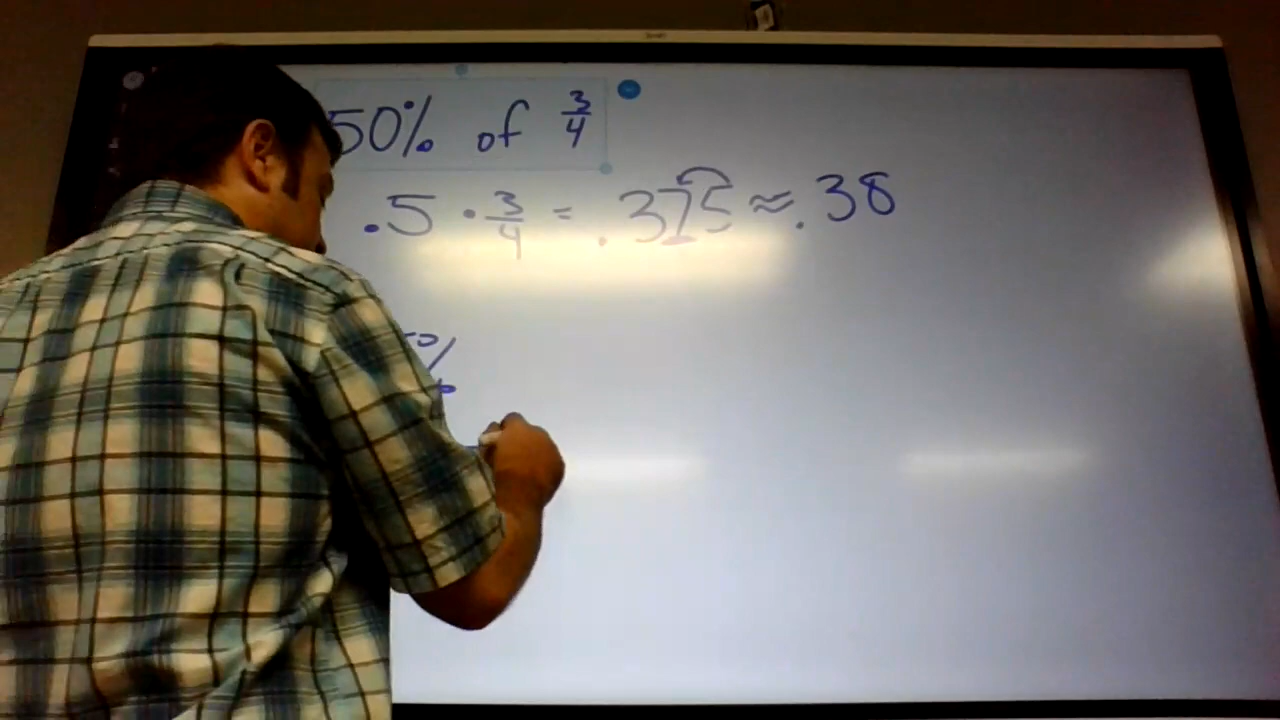 50% of 3/4
.5 · 3/4 = .375 ≈ .38
%